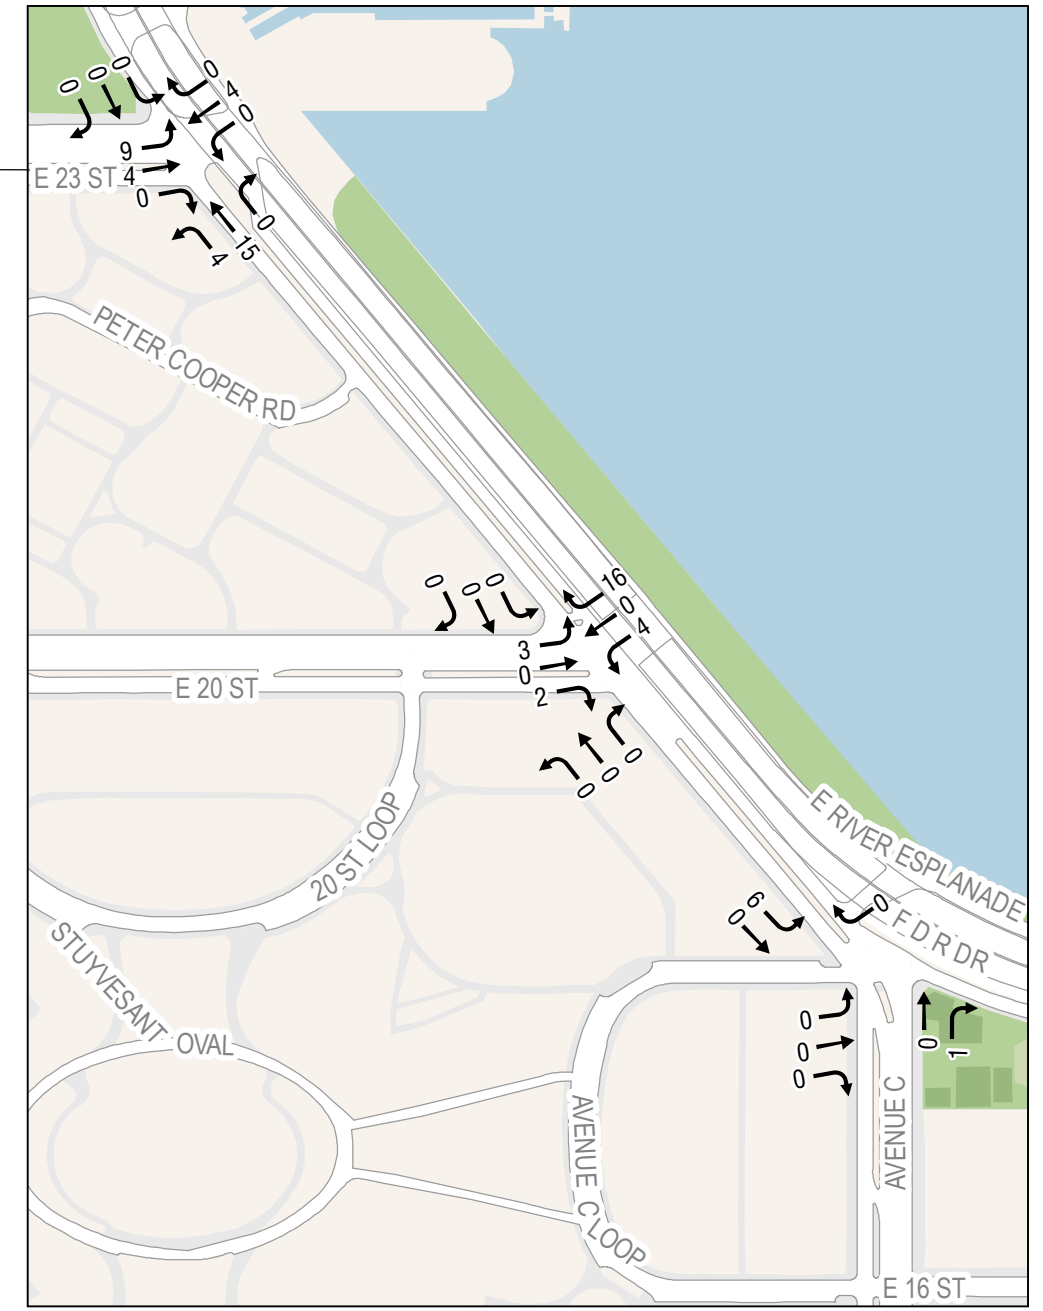 0 0 0
0
4
0
9
E 23 ST 4
0
0
15
4
PETER COOPER RD
0 0 0
16
0
4
3
0
E 20 ST
2
0
0
0
E RIVER ESPLANADE
20 ST LOOP
6
0
0
F D R DR
STUYVESANT OVAL
0
0
0
0
1
AVENUE C
AVENUE C LOOP
E 16 ST